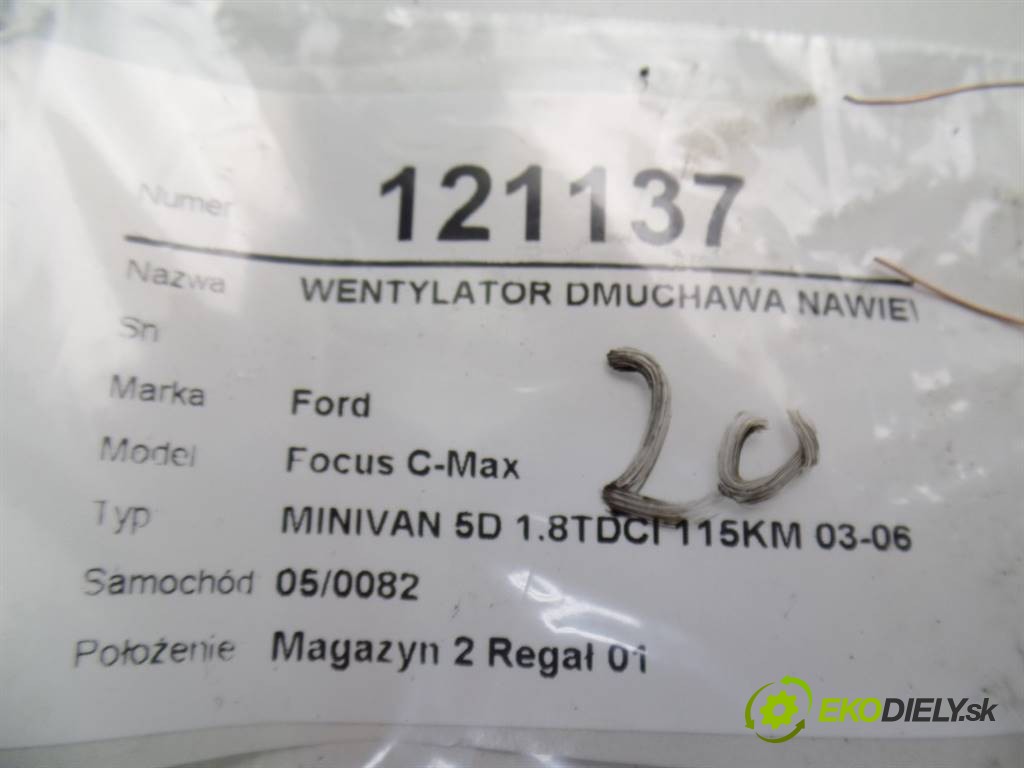 Numer 121137
Nazwa WENTYLATOR DMUCHAWA NAWIEW
Sn
Marka Ford
Model Focus C-Max
20
Typ MINIVAN 5D 1.8TDCI 115KM 03-06
Samochód 05/0082
Położenie Magazyn 2 Regał 01
EKODIELY.sk